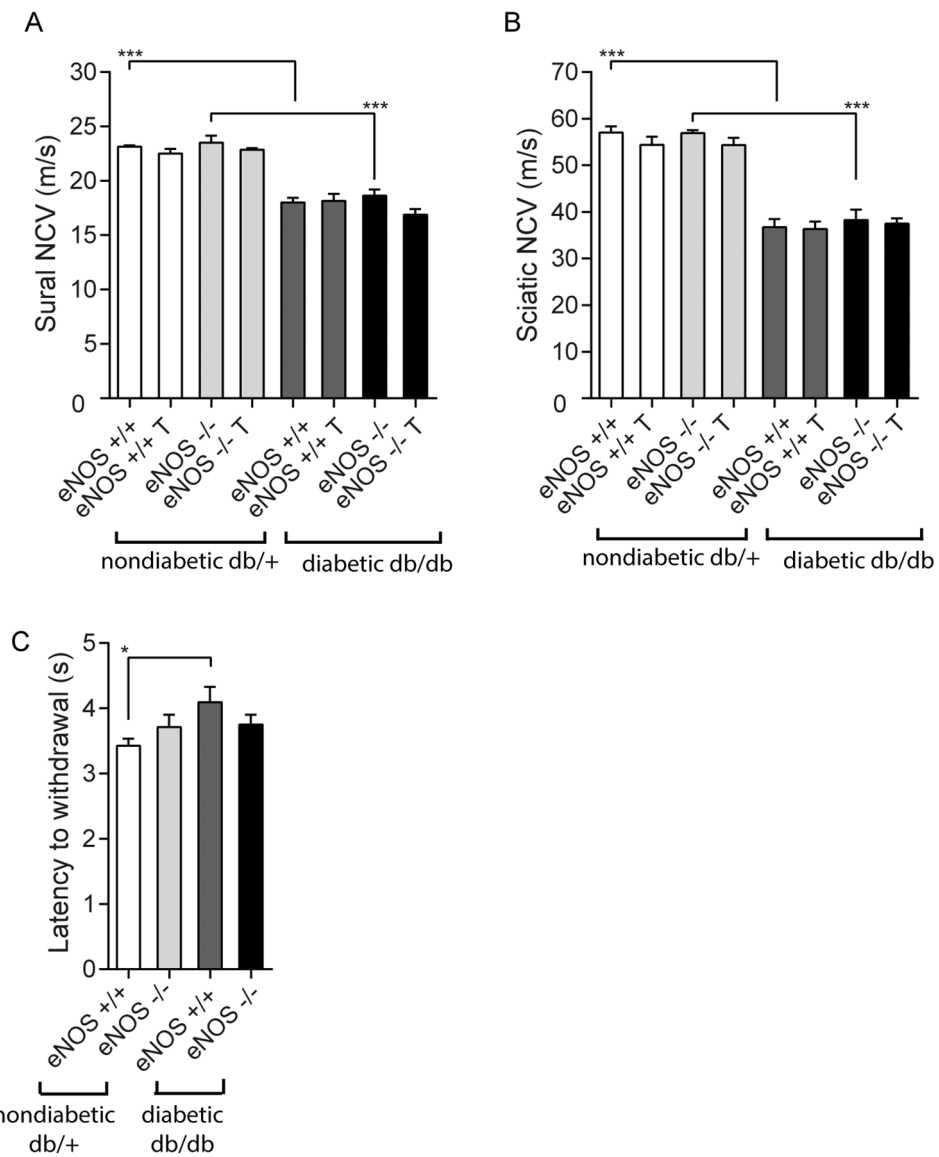 A
***
***
30
25
20
15
10
5
0
Sural NCV (m/s)
eNOS +/+
eNOS +/+ T
eNOS -/-
eNOS -/- T
eNOS +/+
eNOS +/+ T
eNOS -/-
eNOS -/- T
nondiabetic db/+
diabetic db/db
B
***
***
70
60
50
40
30
20
10
0
Sciatic NCV (m/s)
eNOS +/+
eNOS +/+ T
eNOS -/-
eNOS -/- T
eNOS +/+
eNOS +/+ T
eNOS -/-
eNOS -/- T
nondiabetic db/+
diabetic db/db
C
*
5
4
3
2
1
0
Latency to withdrawal (s)
eNOS +/+
eNOS -/-
eNOS +/+
eNOS -/-
nondiabetic
db/+
diabetic
db/db